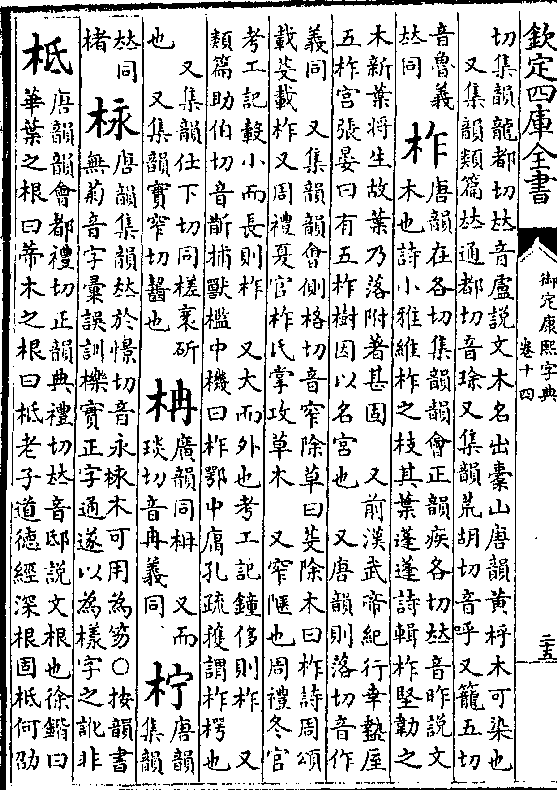 欽定四庫全書
御定康熙字典
卷十四
三五
切集韻龍都切𠀤音盧說文木名出橐山唐韻黃枰木可染也
又集韻類篇𠀤通都切音㻌又集韻荒胡切音呼又籠五切
音魯義
𠀤同
柞
唐韻在各切集韻韻會正韻疾各切𠀤音昨說文
木也詩小雅維柞之枝其葉蓬蓬詩輯柞堅韌之
木新葉將生故葉乃落附著甚固 又前漢武帝紀行幸盩厔
五柞宮張晏曰有五柞樹因以名宮也 又唐韻則落切音作
義同 又集韻韻會側格切音窄除草曰芟除木曰柞詩周頌
載芟載柞又周禮夏官柞氏掌攻草木 又窄陿也周禮冬官
考工記轂小而長則柞 又大而外也考工記鐘侈則柞 又
類篇助伯切音齚捕獸檻中機曰柞鄂中庸孔疏穫謂柞楞也
又集韻仕下切同槎衺斫
也 又集韻實窄切齧也
柟
廣韻同枏 又而
琰切音冉義同
柠
唐韻
集韻
𠀤同
楮
柡
唐韻集韻𠀤於憬切音永柡木可用為笏○按韻書
無菊音字彙誤訓櫟實正字通遂以為樣字之訛非
柢
唐韻韻會都禮切正韻典禮切𠀤音邸說文根也徐鍇曰
華葉之根曰蔕木之根曰柢老子道德經深根固柢何劭